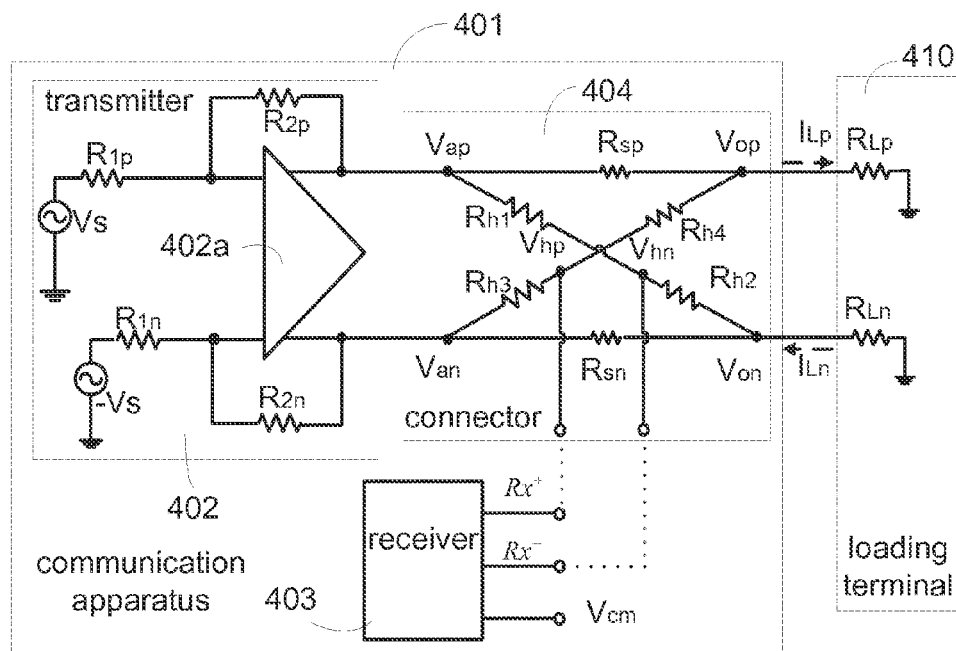 401
410
transmitter
404
R2p
ILp
RLp
R1p
Vap
Rsp
Vop
Vs
402a
Rh1
Vhp
Vhn
Rh4
Rh3
Rh2
R1n
RLn
Van
Rsn
Von
ILn
-Vs
R2n
connector
402
Rx+
receiver
communication
apparatus
Rx−
loading
terminal
403
Vcm